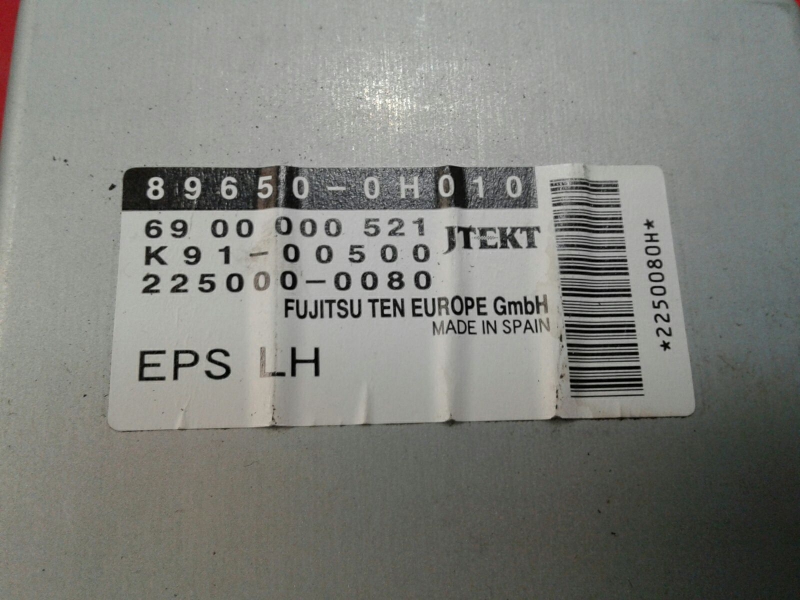 89650-0H010
69 00 000 521
K91-00500
JTEKT
225000-0080
FUJITSU TEN EUROPE GmbH
MADE IN SPAIN
EPS LH
*2250080H*